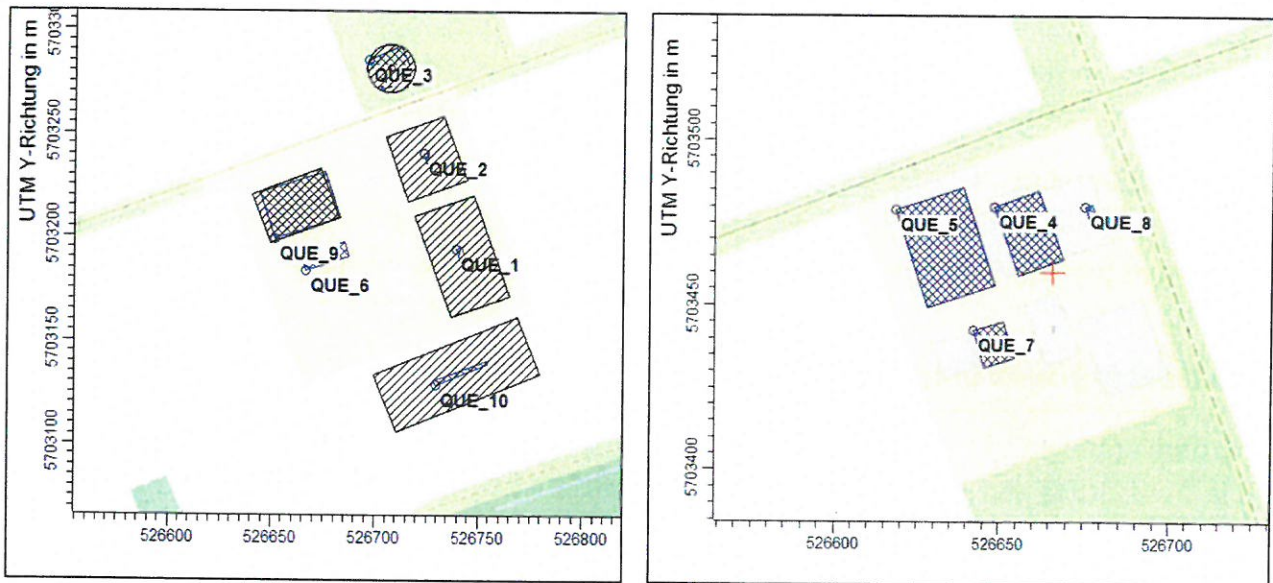 UTM Y-Richtung in m
570330
5703250
5703200
5703150
5703100
QUE_3
QUE_2
QUE_9
QUE_1
QUE_6
QUE_10
526600
526650
526700
526750
526800
UTM Y-Richtung in m
5703500
5703450
5703400
QUE_5
QUE_4
QUE_8
QUE_7
526600
526650
526700